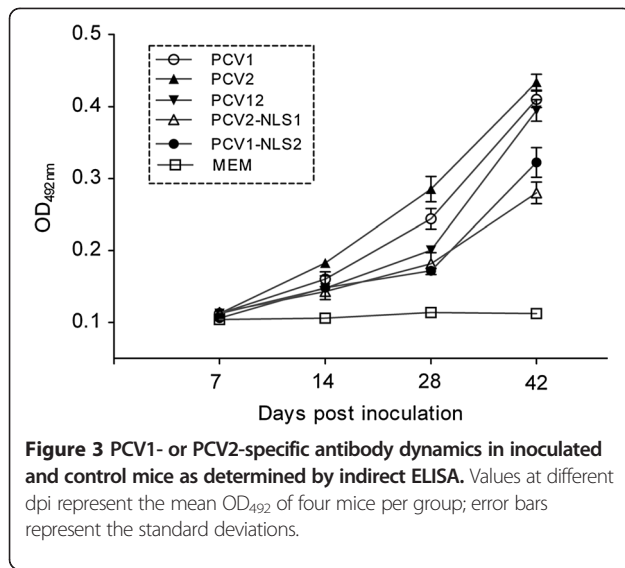 0.5
0.4
0.3
0.2
0.1
OD492nm
PCV1
PCV2
PCV12
PCV2-NLS1
PCV1-NLS2
MEM
7 14 28 42
Days post inoculation
Figure 3 PCV1- or PCV2-specific antibody dynamics in inoculated
and control mice as determined by indirect ELISA. Values at different
dpi represent the mean OD492 of four mice per group; error bars
represent the standard deviations.